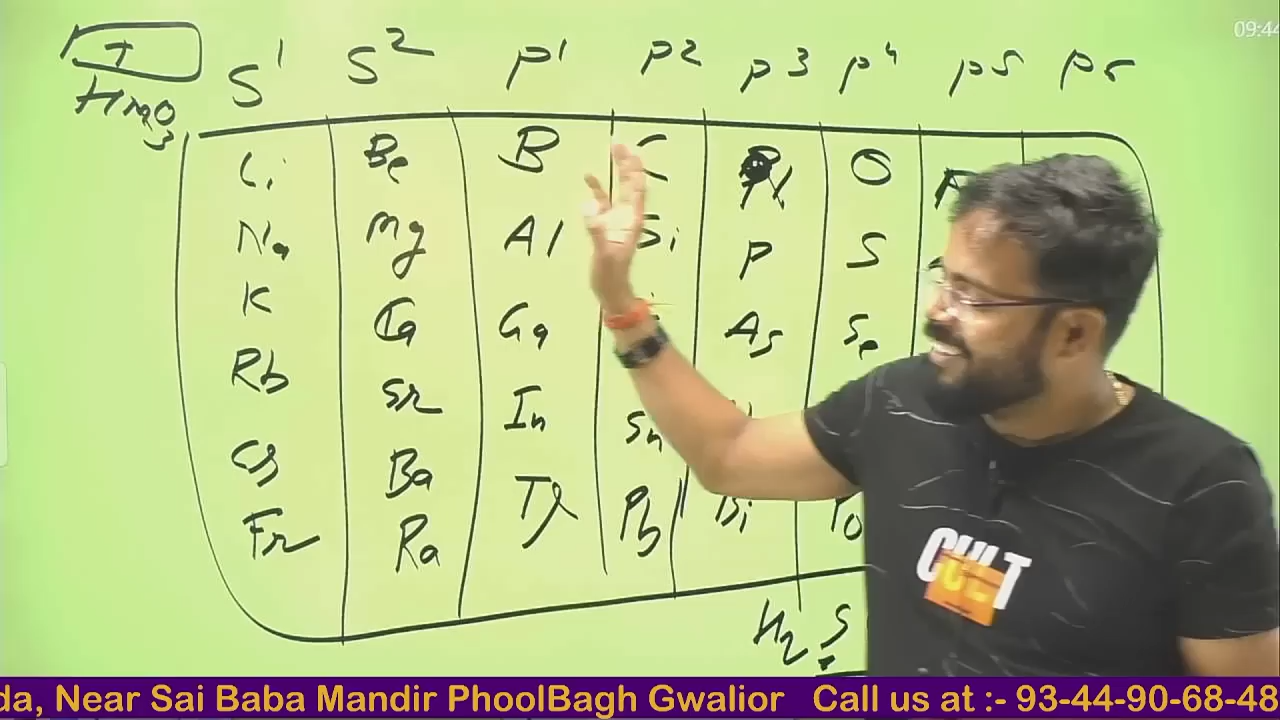 +
HNO3
S1 S2 p1 p2 p3 p4 p5 p6
Li Be B C N O F
Na Mg Al Si P S
K Ca Ga As Se
Rb Sr In Sn
Cs Ba Tl Pb Bi Po
Fr Ra
H2S
CULT
09:44
da, Near Sai Baba Mandir PhoolBagh Gwalior Call us at :- 93-44-90-68-48